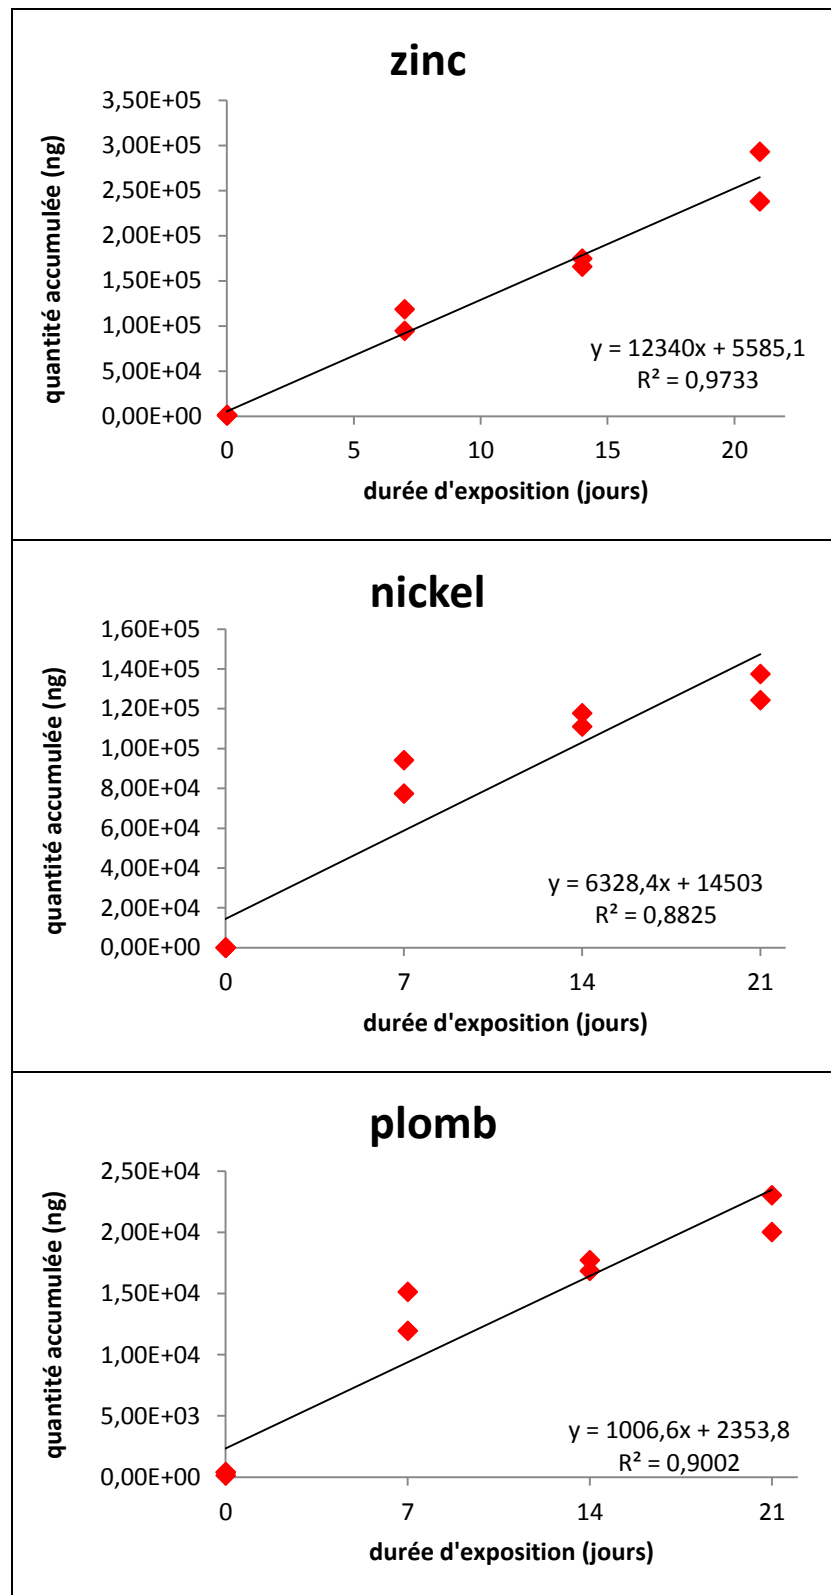 zinc
quantité accumulée (ng)
3,50E+05
3,00E+05
2,50E+05
2,00E+05
1,50E+05
1,00E+05
5,00E+04
0,00E+00
y = 12340x + 5585,1
R² = 0,9733
0 5 10 15 20
durée d'exposition (jours)
nickel
quantité accumulée (ng)
1,60E+05
1,40E+05
1,20E+05
1,00E+05
8,00E+04
6,00E+04
4,00E+04
2,00E+04
0,00E+00
y = 6328,4x + 14503
R² = 0,8825
0 7 14 21
durée d'exposition (jours)
plomb
quantité accumulée (ng)
2,50E+04
2,00E+04
1,50E+04
1,00E+04
5,00E+03
0,00E+00
y = 1006,6x + 2353,8
R² = 0,9002
0 7 14 21
durée d'exposition (jours)